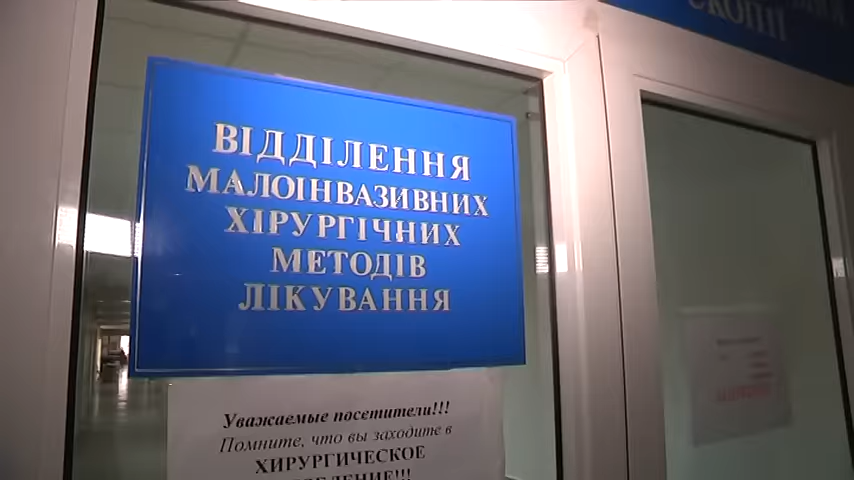 ВІДДІЛЕННЯ
МАЛОІНВАЗИВНИХ
ХІРУРГІЧНИХ
МЕТОДІВ
ЛІКУВАННЯ
Уважаемые посетители!!!
Помните, что вы заходите в
ХИРУРГИЧЕСКОЕ